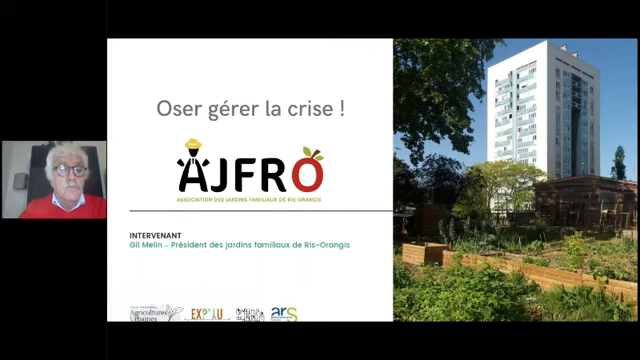 Oser gérer la crise !
AJFRO
ASSOCIATION DES JARDINS FAMILIAUX DE RIS-ORANGIS
INTERVENANT
Gil Melin – Président des jardins familiaux de Ris-Orangis
Agricultures
Urbaines
EXP'AU
ars